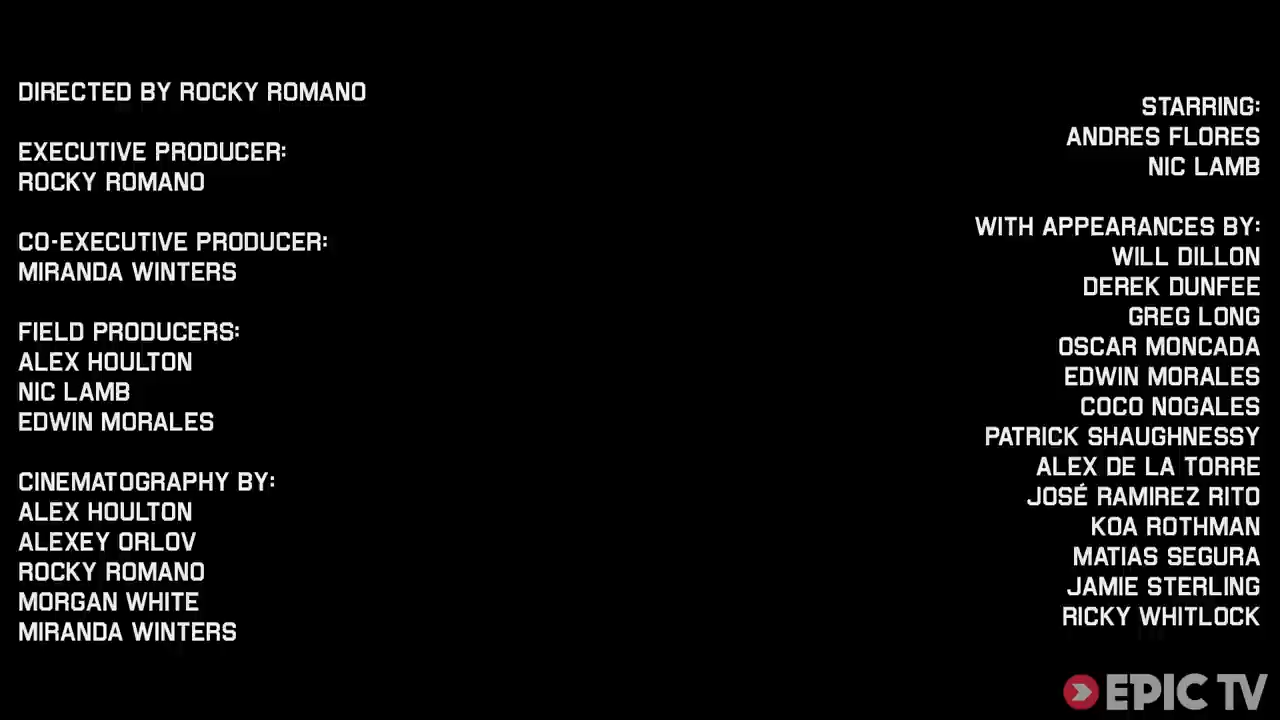 DIRECTED BY ROCKY ROMANO
EXECUTIVE PRODUCER:
ROCKY ROMANO
CO-EXECUTIVE PRODUCER:
MIRANDA WINTERS
FIELD PRODUCERS:
ALEX HOULTON
NIC LAMB
EDWIN MORALES
CINEMATOGRAPHY BY:
ALEX HOULTON
ALEXEY ORLOV
ROCKY ROMANO
MORGAN WHITE
MIRANDA WINTERS
STARRING:
ANDRES FLORES
NIC LAMB
WITH APPEARANCES BY:
WILL DILLON
DEREK DUNFEE
GREG LONG
OSCAR MONCADA
EDWIN MORALES
COCO NOGALES
PATRICK SHAUGHNESSY
ALEX DE LA TORRE
JOSÉ RAMIREZ RITO
KOA ROTHMAN
MATIAS SEGURA
JAMIE STERLING
RICKY WHITLOCK
EPIC TV